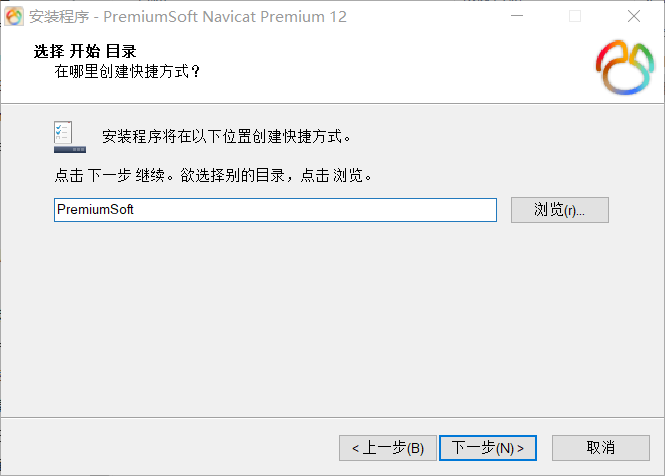 安装程序 - PremiumSoft Navicat Premium 12
选择 开始 目录
在哪里创建快捷方式？
安装程序将在以下位置创建快捷方式。
点击 下一步 继续。欲选择别的目录，点击 浏览。
PremiumSoft
浏览(r)...
< 上一步(B)
下一步(N) >
取消